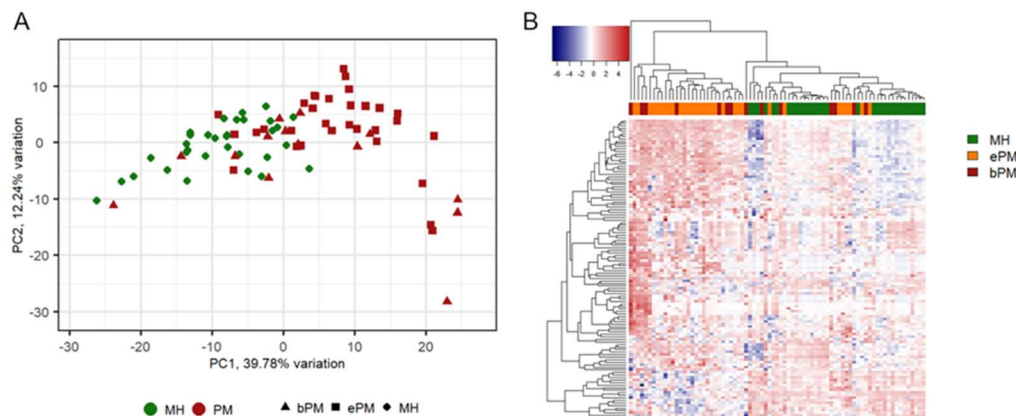 A
PC2, 12.24% variation
10
0
-10
-20
-30
-30
-20
-10
0
10
20
PC1, 39.78% variation
MH
PM
bPM
ePM
MH
B
-6 -4 -2 0 2 4
MH
ePM
bPM